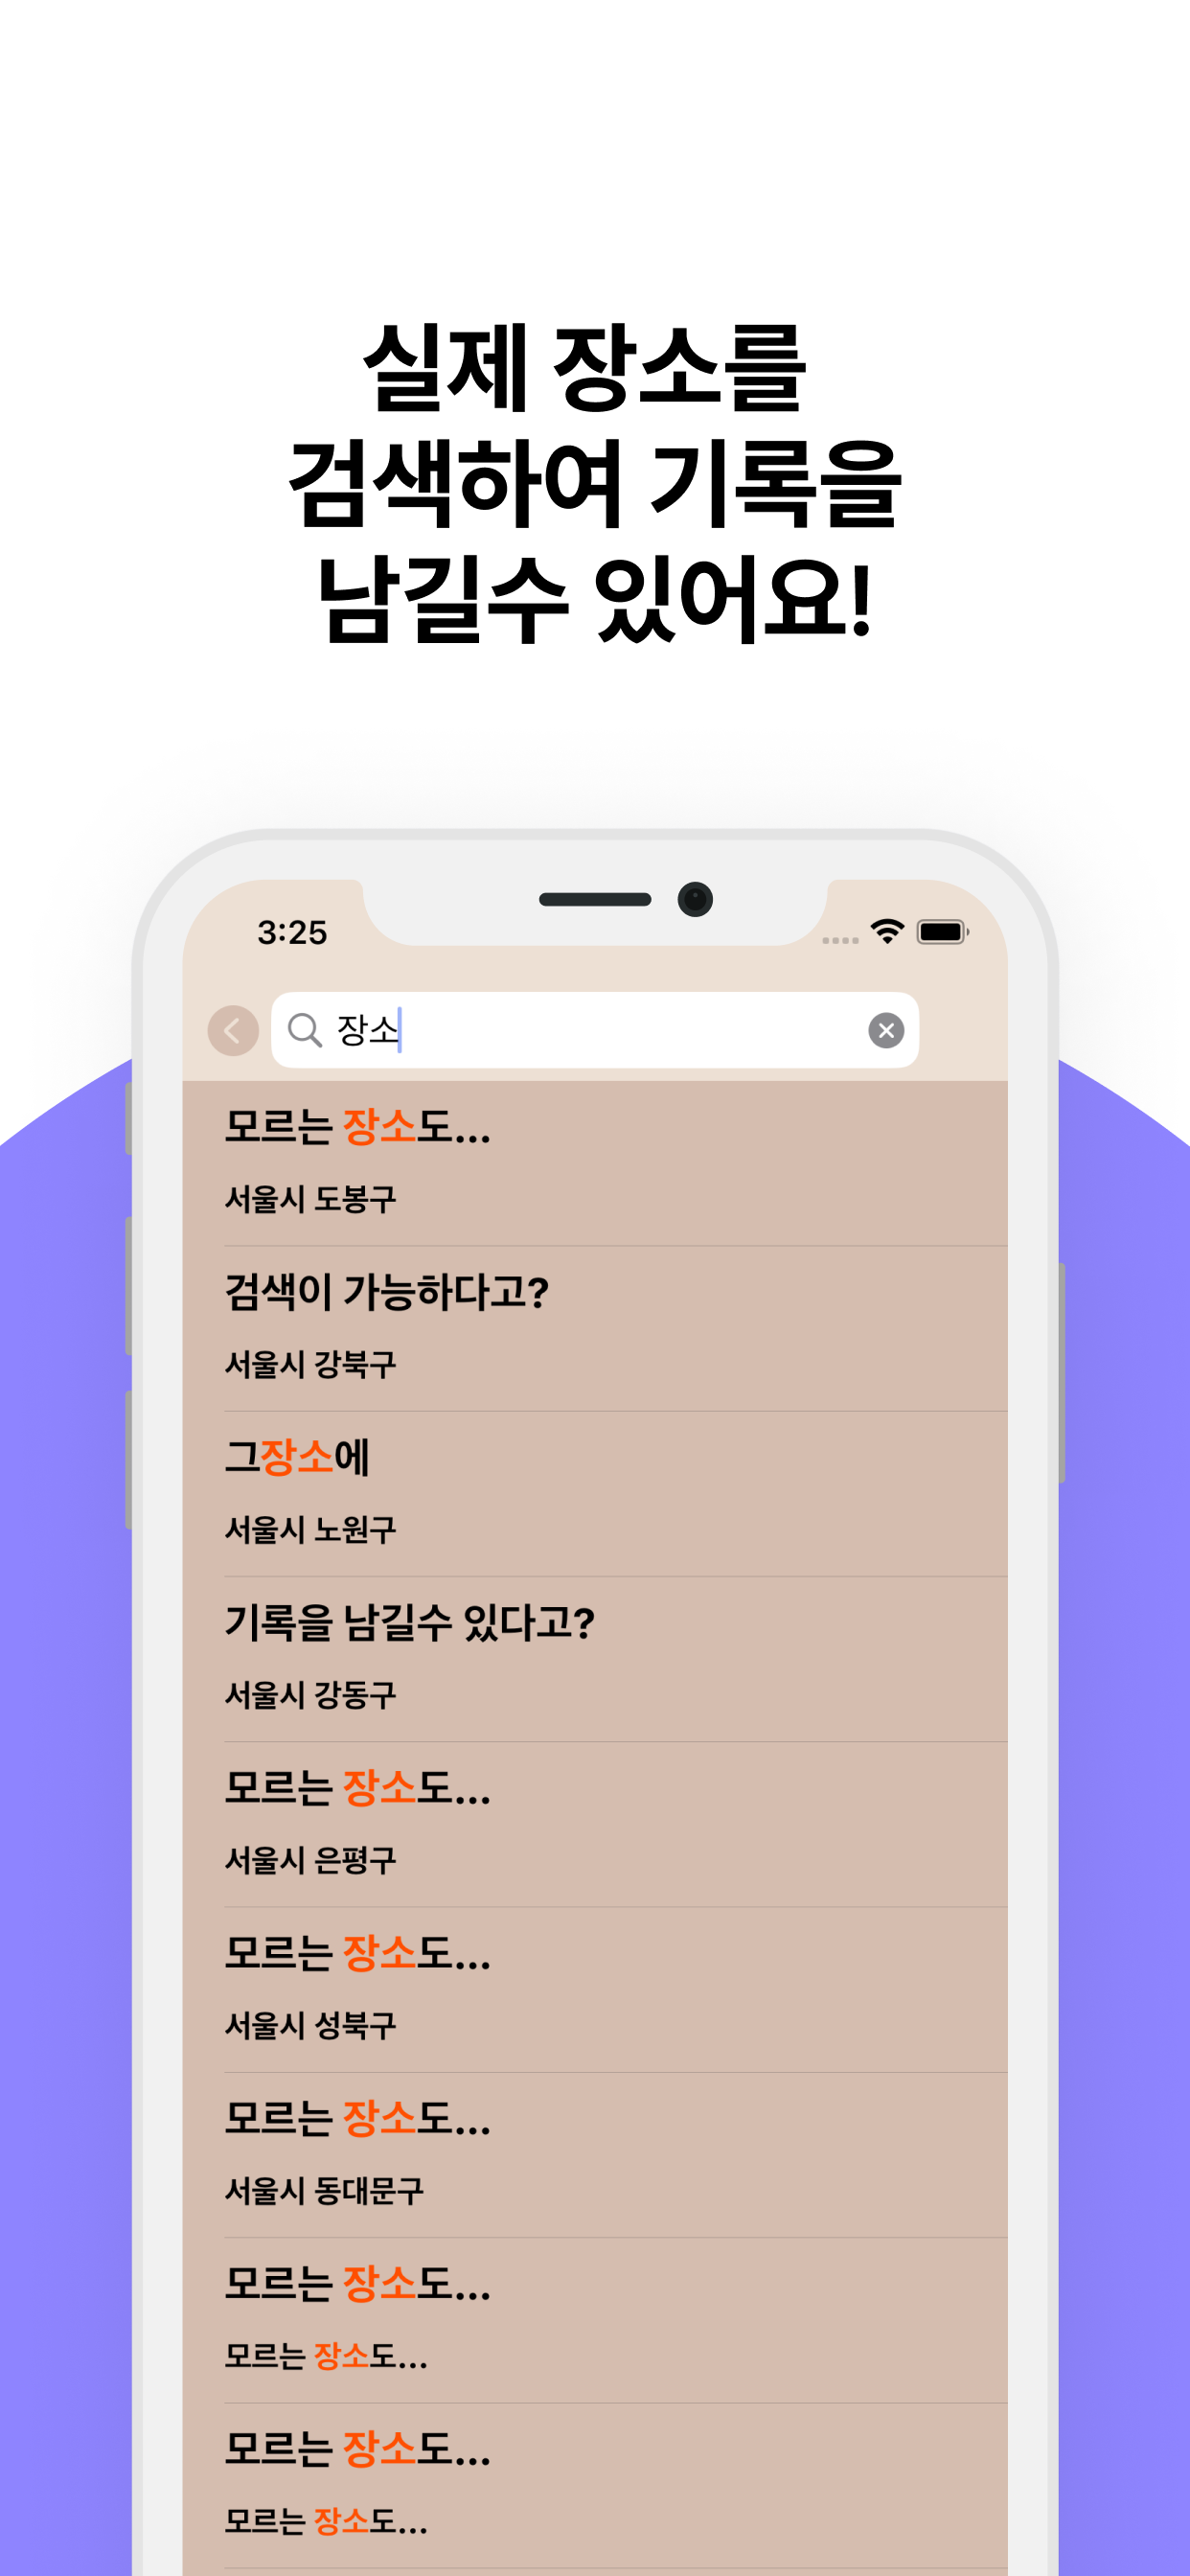 실제 장소를
검색하여 기록을
남길수 있어요!
3:25
장소
모르는 장소도...
서울시 도봉구
검색이 가능하다고?
서울시 강북구
그장소에
서울시 노원구
기록을 남길수 있다고?
서울시 강동구
모르는 장소도...
서울시 은평구
모르는 장소도...
서울시 성북구
모르는 장소도...
서울시 동대문구
모르는 장소도...
모르는 장소도...
모르는 장소도...
모르는 장소도...